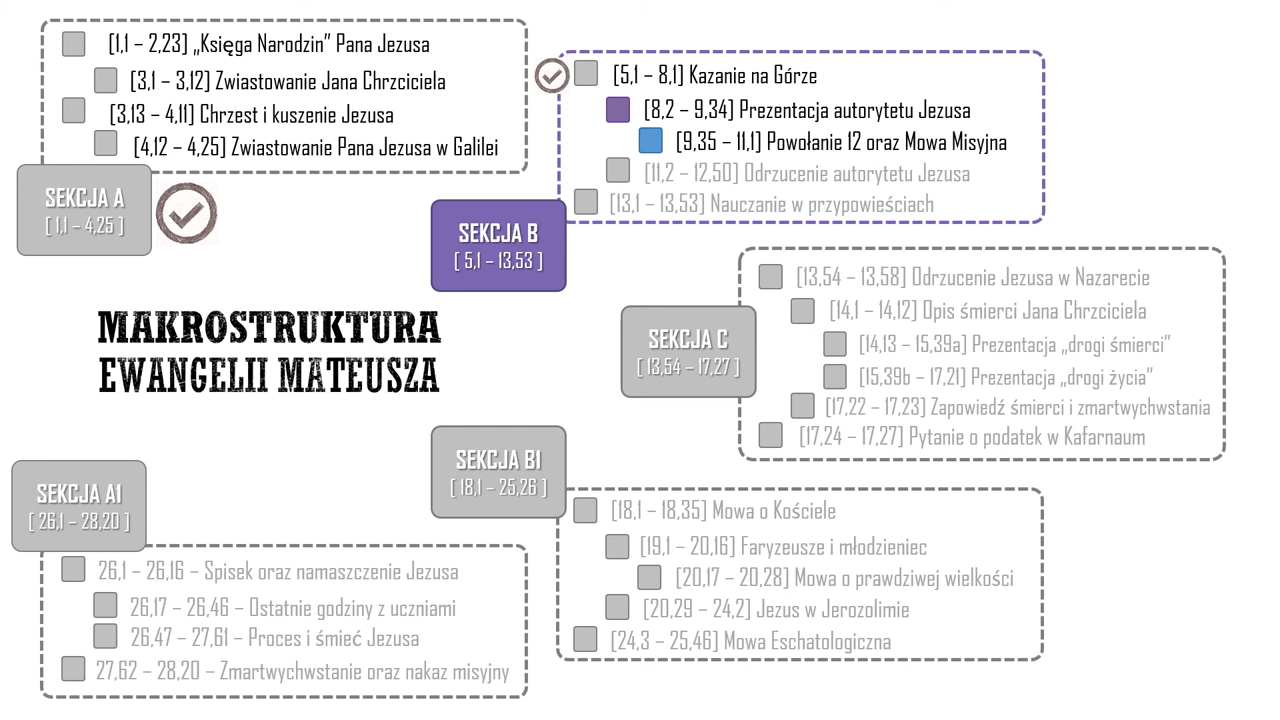 [1,1 – 2,23] „Księga Narodzin” Pana Jezusa
[3,1 – 3,12] Zwiastowanie Jana Chrzciciela
[3,13 – 4,11] Chrzest i kuszenie Jezusa
[4,12 – 4,25] Zwiastowanie Pana Jezusa w Galilei
SEKCJA A
[ 1,1 – 4,25 ]
[5,1 – 8,1] Kazanie na Górze
[8,2 – 9,34] Prezentacja autorytetu Jezusa
[9,35 – 11,1] Powołanie 12 oraz Mowa Misyjna
[11,2 – 12,50] Odrzucenie autorytetu Jezusa
[13,1 – 13,53] Nauczanie w przypowieściach
SEKCJA B
[ 5,1 – 13,53 ]
MAKROSTRUKTURA
EWANGELII MATEUSZA
[13,54 – 13,58] Odrzucenie Jezusa w Nazarecie
[14,1 – 14,12] Opis śmierci Jana Chrzciciela
[14,13 – 15,39a] Prezentacja „drogi śmierci”
[15,39b – 17,21] Prezentacja „drogi życia”
[17,22 – 17,23] Zapowiedź śmierci i zmartwychwstania
[17,24 – 17,27] Pytanie o podatek w Kafarnaum
SEKCJA C
[ 13,54 – 17,27 ]
SEKCJA B1
[ 18,1 – 25,26 ]
[18,1 – 18,35] Mowa o Kościele
[19,1 – 20,16] Faryzeusze i młodzieniec
[20,17 – 20,28] Mowa o prawdziwej wielkości
[20,29 – 24,2] Jezus w Jerozolimie
[24,3 – 25,46] Mowa Eschatologiczna
SEKCJA A1
[ 26,1 – 28,20 ]
26,1 – 26,16 – Spisek oraz namaszczenie Jezusa
26,17 – 26,46 – Ostatnie godziny z uczniami
26,47 – 27,61 – Proces i śmieć Jezusa
27,62 – 28,20 – Zmartwychwstanie oraz nakaz misyjny